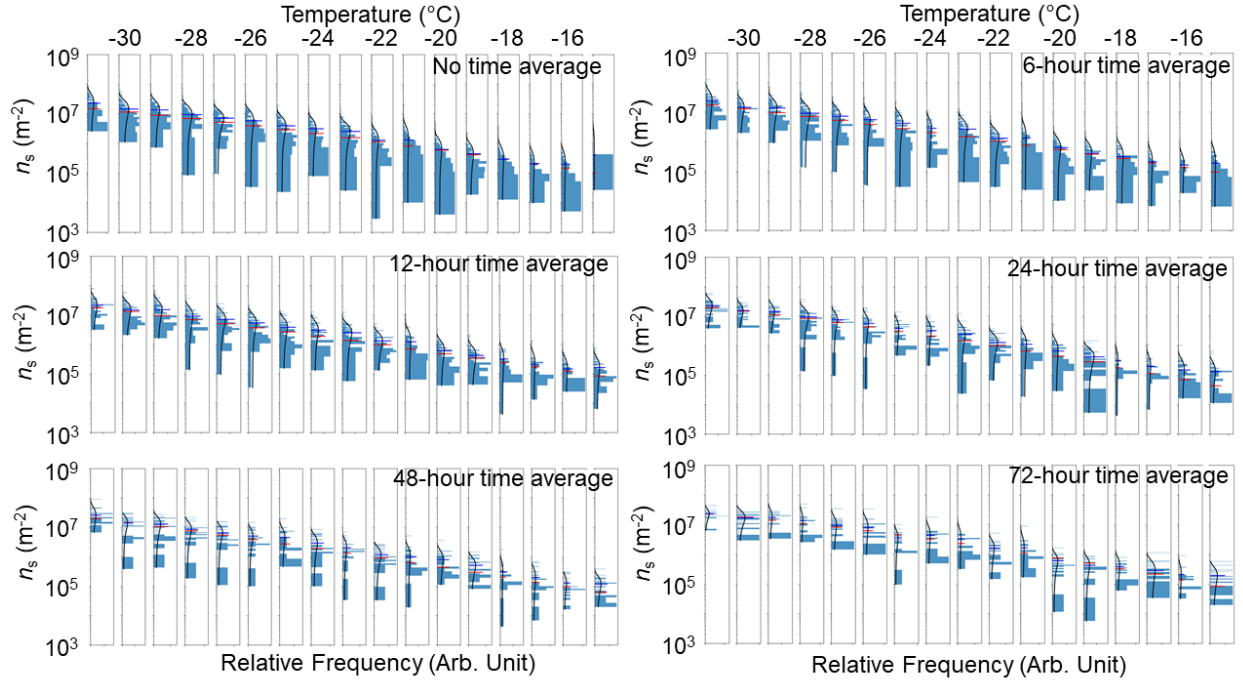 Temperature (°C)
-30 -28 -26 -24 -22 -20 -18 -16
10⁹
No time average
10⁷
nₛ (m⁻²)
10⁵
10³
Temperature (°C)
-30 -28 -26 -24 -22 -20 -18 -16
10⁹
6-hour time average
10⁷
nₛ (m⁻²)
10⁵
10³
10⁹
12-hour time average
10⁷
nₛ (m⁻²)
10⁵
10³
10⁹
24-hour time average
10⁷
nₛ (m⁻²)
10⁵
10³
10⁹
48-hour time average
10⁷
nₛ (m⁻²)
10⁵
10³
Relative Frequency (Arb. Unit)
10⁹
72-hour time average
10⁷
nₛ (m⁻²)
10⁵
10³
Relative Frequency (Arb. Unit)